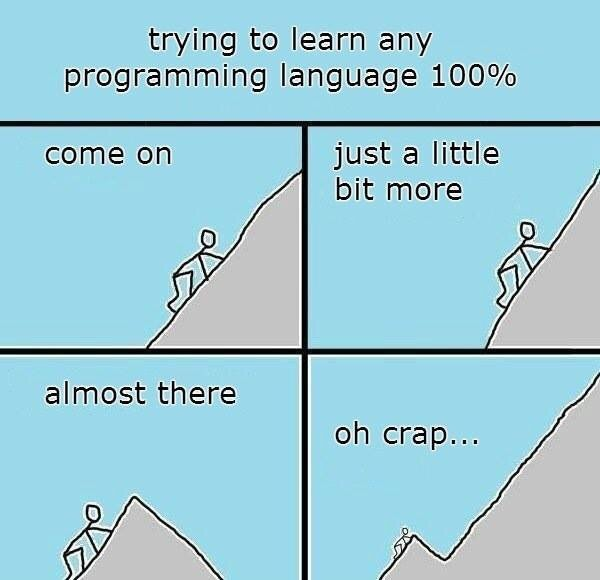 trying to learn any
programming language 100%
come on
just a little
bit more
almost there
oh crap...